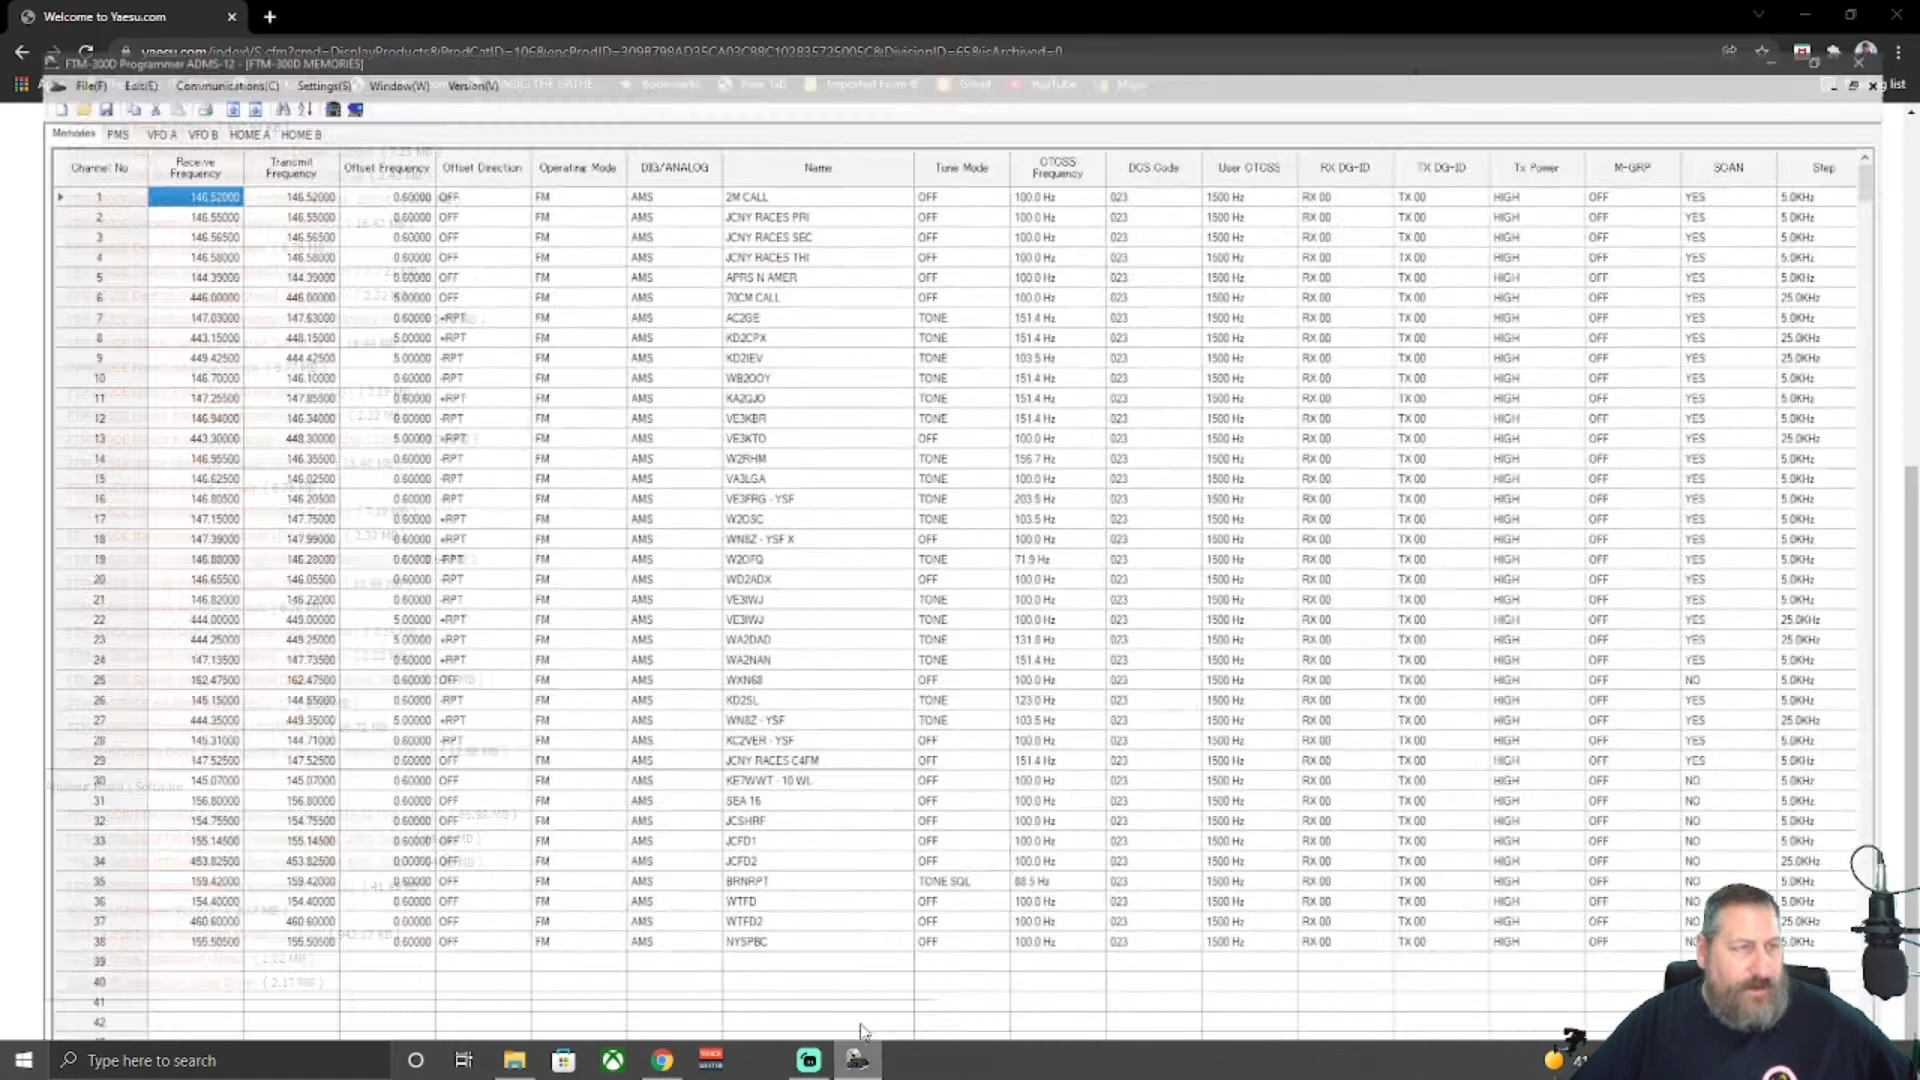 Welcome to Yaesu.com
yaesu.com/indexVS.cfm?cmd=DisplayProducts&ProdCatID=106&encProdID=309B798AD35CA03C88C102835725005C&DivisionID=65&isArchived=0
FTM-300D Programmer ADMS-12 - [FTM-300D MEMORIES]
File(F) Edit(E) Communications(C) Settings(S) Window(W) Version(V)
Bookmarks New Tab Gmail YouTube Maps
Memories PMS VFO A VFO B HOME A HOME B
Channel No Receive Frequency Transmit Frequency Offset Frequency Offset Direction Operating Mode DIG/ANALOG Name Tone Mode CTCSS Frequency DCS Code User CTCSS RX DG-ID TX DG-ID Tx Power M-GRP SCAN Step
1 146.52000 146.52000 0.60000 OFF FM AMS 2M CALL OFF 100.0 Hz 023 1500 Hz RX 00 TX 00 HIGH OFF YES 5.0KHz
2 146.55000 146.55000 0.60000 OFF FM AMS JCNY RACES PRI OFF 100.0 Hz 023 1500 Hz RX 00 TX 00 HIGH OFF YES 5.0KHz
3 146.56500 146.56500 0.60000 OFF FM AMS JCNY RACES SEC OFF 100.0 Hz 023 1500 Hz RX 00 TX 00 HIGH OFF YES 5.0KHz
4 146.58000 146.58000 0.60000 OFF FM AMS JCNY RACES THI OFF 100.0 Hz 023 1500 Hz RX 00 TX 00 HIGH OFF YES 5.0KHz
5 144.39000 144.39000 0.60000 OFF FM AMS APRS N AMER OFF 100.0 Hz 023 1500 Hz RX 00 TX 00 HIGH OFF YES 5.0KHz
6 446.00000 446.00000 5.00000 OFF FM AMS 70CM CALL OFF 100.0 Hz 023 1500 Hz RX 00 TX 00 HIGH OFF YES 25.0KHz
7 147.03000 147.63000 0.60000 +RPT FM AMS AC2GE TONE 151.4 Hz 023 1500 Hz RX 00 TX 00 HIGH OFF YES 5.0KHz
8 443.15000 448.15000 5.00000 +RPT FM AMS KD2CPX TONE 151.4 Hz 023 1500 Hz RX 00 TX 00 HIGH OFF YES 25.0KHz
9 449.42500 444.42500 5.00000 -RPT FM AMS KD2IEV TONE 103.5 Hz 023 1500 Hz RX 00 TX 00 HIGH OFF YES 25.0KHz
10 146.70000 146.10000 0.60000 -RPT FM AMS WB2OOY TONE 151.4 Hz 023 1500 Hz RX 00 TX 00 HIGH OFF YES 5.0KHz
11 147.25500 147.85500 0.60000 +RPT FM AMS KA2QJO TONE 151.4 Hz 023 1500 Hz RX 00 TX 00 HIGH OFF YES 5.0KHz
12 146.94000 146.34000 0.60000 -RPT FM AMS VE3KBR TONE 151.4 Hz 023 1500 Hz RX 00 TX 00 HIGH OFF YES 5.0KHz
13 443.30000 448.30000 5.00000 +RPT FM AMS VE3KTO OFF 100.0 Hz 023 1500 Hz RX 00 TX 00 HIGH OFF YES 25.0KHz
14 146.95500 146.35500 0.60000 -RPT FM AMS W2RHM TONE 156.7 Hz 023 1500 Hz RX 00 TX 00 HIGH OFF YES 5.0KHz
15 146.62500 146.02500 0.60000 -RPT FM AMS VA3LGA TONE 100.0 Hz 023 1500 Hz RX 00 TX 00 HIGH OFF YES 5.0KHz
16 146.80500 146.20500 0.60000 -RPT FM AMS VE3FRG - YSF TONE 203.5 Hz 023 1500 Hz RX 00 TX 00 HIGH OFF YES 5.0KHz
17 147.15000 147.75000 0.60000 +RPT FM AMS W2OSC TONE 103.5 Hz 023 1500 Hz RX 00 TX 00 HIGH OFF YES 5.0KHz
18 147.39000 147.99000 0.60000 +RPT FM AMS WN8Z - YSF X OFF 100.0 Hz 023 1500 Hz RX 00 TX 00 HIGH OFF YES 5.0KHz
19 146.88000 146.28000 0.60000 -RPT FM AMS W2OFQ TONE 71.9 Hz 023 1500 Hz RX 00 TX 00 HIGH OFF YES 5.0KHz
20 146.65500 146.05500 0.60000 -RPT FM AMS WD2ADX OFF 100.0 Hz 023 1500 Hz RX 00 TX 00 HIGH OFF YES 5.0KHz
21 146.82000 146.22000 0.60000 -RPT FM AMS VE3IWJ TONE 100.0 Hz 023 1500 Hz RX 00 TX 00 HIGH OFF YES 5.0KHz
22 444.00000 449.00000 5.00000 +RPT FM AMS VE3IWJ TONE 100.0 Hz 023 1500 Hz RX 00 TX 00 HIGH OFF YES 25.0KHz
23 444.25000 449.25000 5.00000 +RPT FM AMS WA2DAD TONE 131.8 Hz 023 1500 Hz RX 00 TX 00 HIGH OFF YES 25.0KHz
24 147.13500 147.73500 0.60000 +RPT FM AMS WA2NAN TONE 151.4 Hz 023 1500 Hz RX 00 TX 00 HIGH OFF YES 5.0KHz
25 162.47500 162.47500 0.60000 OFF FM AMS WXN68 OFF 100.0 Hz 023 1500 Hz RX 00 TX 00 HIGH OFF NO 5.0KHz
26 145.15000 144.55000 0.60000 -RPT FM AMS KD2SL TONE 123.0 Hz 023 1500 Hz RX 00 TX 00 HIGH OFF YES 5.0KHz
27 444.35000 449.35000 5.00000 +RPT FM AMS WN8Z - YSF TONE 103.5 Hz 023 1500 Hz RX 00 TX 00 HIGH OFF YES 25.0KHz
28 145.31000 144.71000 0.60000 -RPT FM AMS KC2VER - YSF OFF 100.0 Hz 023 1500 Hz RX 00 TX 00 HIGH OFF YES 5.0KHz
29 147.52500 147.52500 0.60000 OFF FM AMS JCNY RACES C4FM OFF 151.4 Hz 023 1500 Hz RX 00 TX 00 HIGH OFF YES 5.0KHz
30 145.07000 145.07000 0.60000 OFF FM AMS KE7WWT - 10 WL OFF 100.0 Hz 023 1500 Hz RX 00 TX 00 HIGH OFF NO 5.0KHz
31 156.80000 156.80000 0.60000 OFF FM AMS SEA 16 OFF 100.0 Hz 023 1500 Hz RX 00 TX 00 HIGH OFF NO 5.0KHz
32 154.75500 154.75500 0.60000 OFF FM AMS JCSHRF OFF 100.0 Hz 023 1500 Hz RX 00 TX 00 HIGH OFF NO 5.0KHz
33 155.14500 155.14500 0.60000 OFF FM AMS JCFD1 OFF 100.0 Hz 023 1500 Hz RX 00 TX 00 HIGH OFF NO 5.0KHz
34 453.82500 453.82500 0.00000 OFF FM AMS JCFD2 OFF 100.0 Hz 023 1500 Hz RX 00 TX 00 HIGH OFF NO 25.0KHz
35 159.42000 159.42000 0.60000 OFF FM AMS BRNRPT TONE SQL 88.5 Hz 023 1500 Hz RX 00 TX 00 HIGH OFF NO 5.0KHz
36 154.40000 154.40000 0.60000 OFF FM AMS WTFD OFF 100.0 Hz 023 1500 Hz RX 00 TX 00 HIGH OFF NO 5.0KHz
37 460.60000 460.60000 0.00000 OFF FM AMS WTFD2 OFF 100.0 Hz 023 1500 Hz RX 00 TX 00 HIGH OFF NO 25.0KHz
38 155.50500 155.50500 0.60000 OFF FM AMS NYSPBC OFF 100.0 Hz 023 1500 Hz RX 00 TX 00 HIGH OFF NO 5.0KHz
39
40
41
42
Type here to search